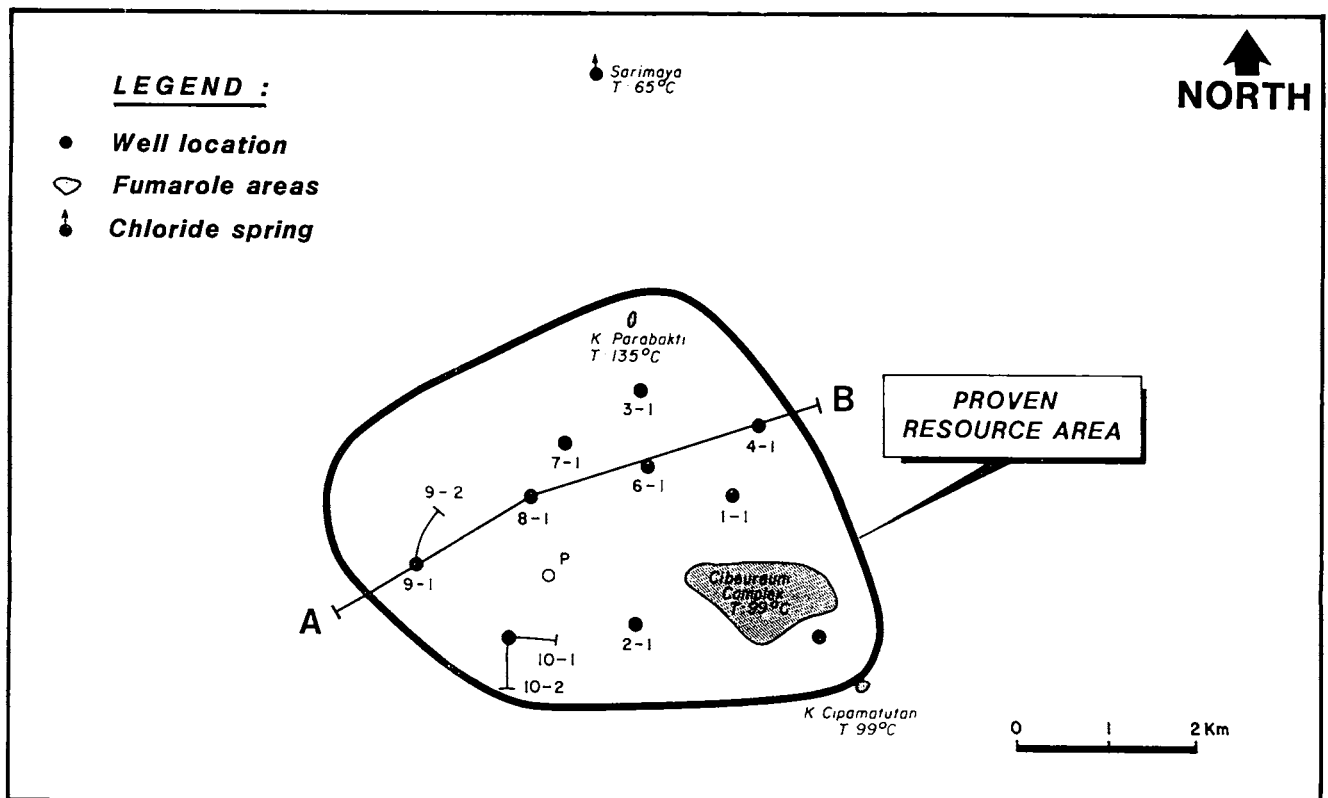 LEGEND :
Well location
Fumarole areas
Chloride spring
Sarimaya
T 65°C
NORTH
K Parabakti
T 135°C
3-1
B
4-1
7-1
6-1
PROVEN
RESOURCE AREA
9-2
8-1
1-1
P
9-1
A
Cibeureum
Complex
T 99°C
2-1
10-1
10-2
K Cipamatutan
T 99°C
0 1 2 Km